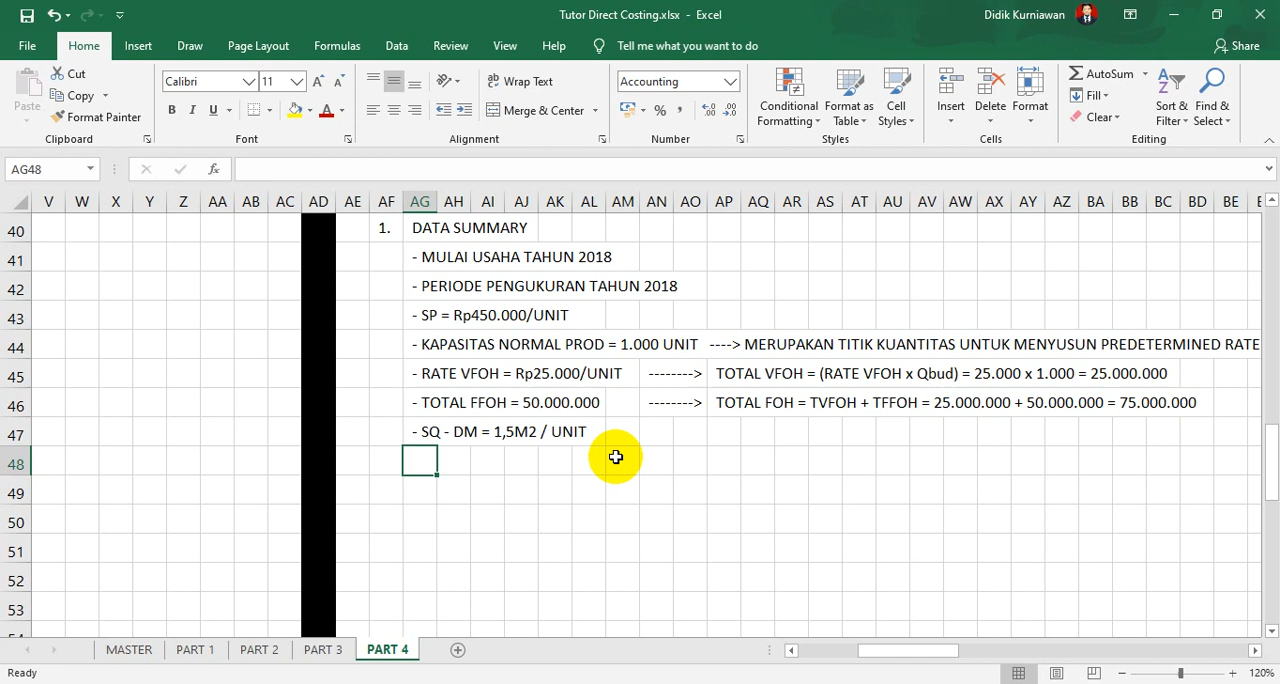 Tutor Direct Costing.xlsx - Excel
Didik Kurniawan
File Home Insert Draw Page Layout Formulas Data Review View Help Tell me what you want to do Share
Paste Cut Copy Format Painter Clipboard
Calibri 11 A A B I U A Font
Wrap Text Merge & Center Alignment
Accounting % , Number
Conditional Formatting Format as Table Cell Styles Styles
Insert Delete Format Cells
AutoSum Fill Clear Sort & Filter Find & Select Editing
AG48 fx
V W X Y Z AA AB AC AD AE AF AG AH AI AJ AK AL AM AN AO AP AQ AR AS AT AU AV AW AX AY AZ BA BB BC BD BE
40 1. DATA SUMMARY
41 - MULAI USAHA TAHUN 2018
42 - PERIODE PENGUKURAN TAHUN 2018
43 - SP = Rp450.000/UNIT
44 - KAPASITAS NORMAL PROD = 1.000 UNIT ----> MERUPAKAN TITIK KUANTITAS UNTUK MENYUSUN PREDETERMINED RATE
45 - RATE VFOH = Rp25.000/UNIT --------> TOTAL VFOH = (RATE VFOH x Qbud) = 25.000 x 1.000 = 25.000.000
46 - TOTAL FFOH = 50.000.000 --------> TOTAL FOH = TVFOH + TFFOH = 25.000.000 + 50.000.000 = 75.000.000
47 - SQ - DM = 1,5M2 / UNIT
48
49
50
51
52
53
MASTER PART 1 PART 2 PART 3 PART 4
Ready 120%